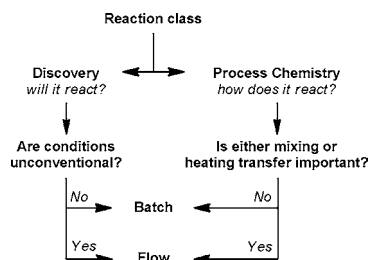 Reaction class
Discovery
will it react?
Process Chemistry
how does it react?
Are conditions
unconventional?
Is either mixing or
heating transfer important?
No
Batch
No
Yes
Flow
Yes